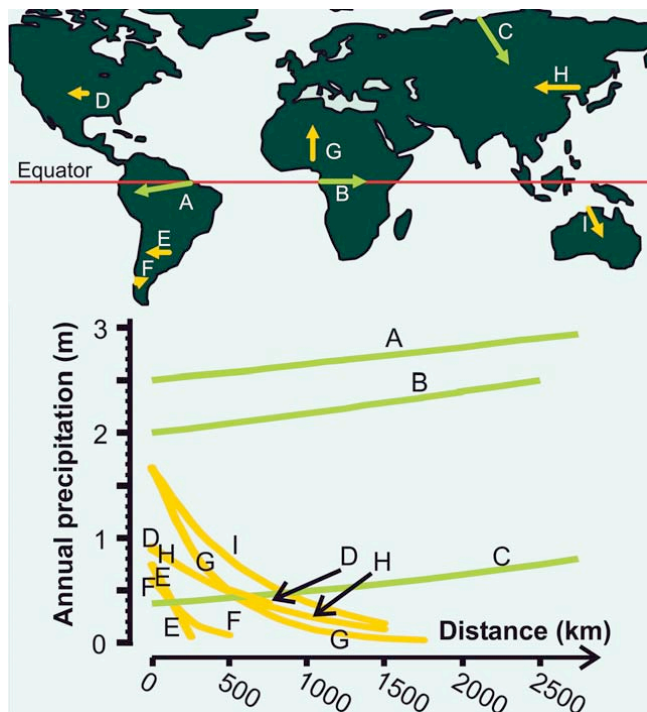 C
H
D
G
Equator
B
A
I
E
F
Annual precipitation (m)
3
A
B
2
1
D
H
G
I
D
H
C
F
E
E
F
G
0
Distance (km)
0
500
1000
1500
2000
2500